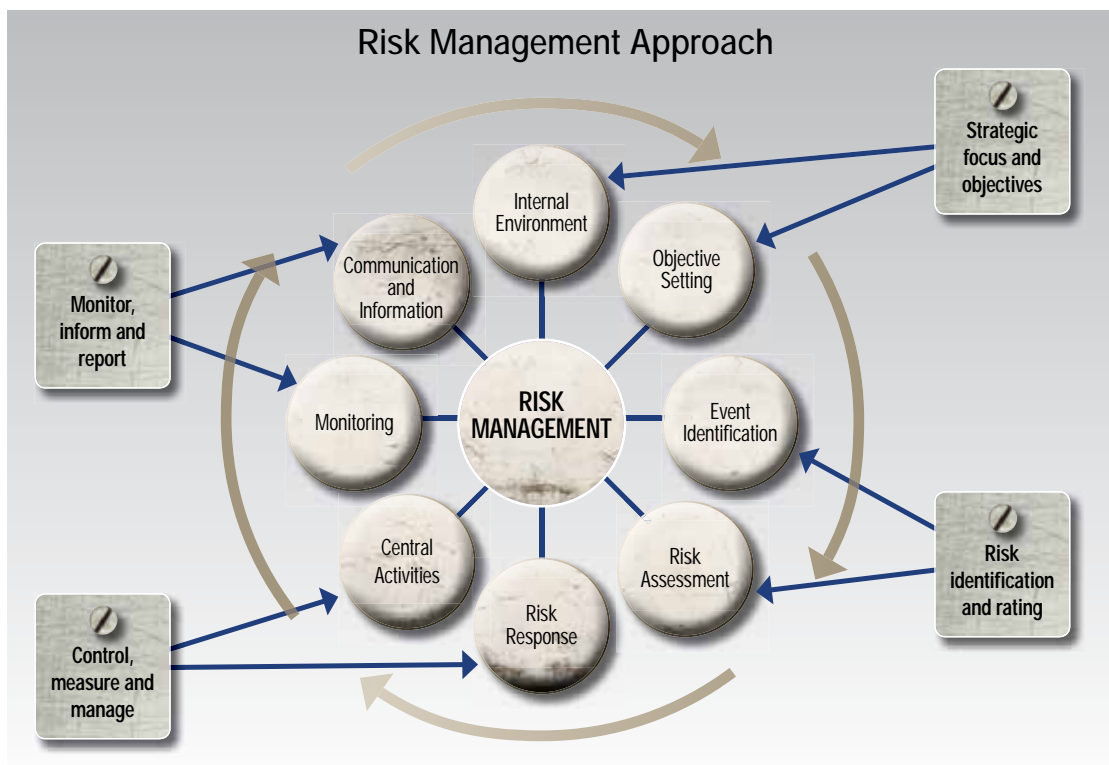 Risk Management Approach
Strategic
focus and
objectives
Internal
Environment
Objective
Setting
Communication
and
Information
Monitor,
inform and
report
RISK
MANAGEMENT
Event
Identification
Monitoring
Central
Activities
Risk
Assessment
Risk
identification
and rating
Risk
Response
Control,
measure and
manage